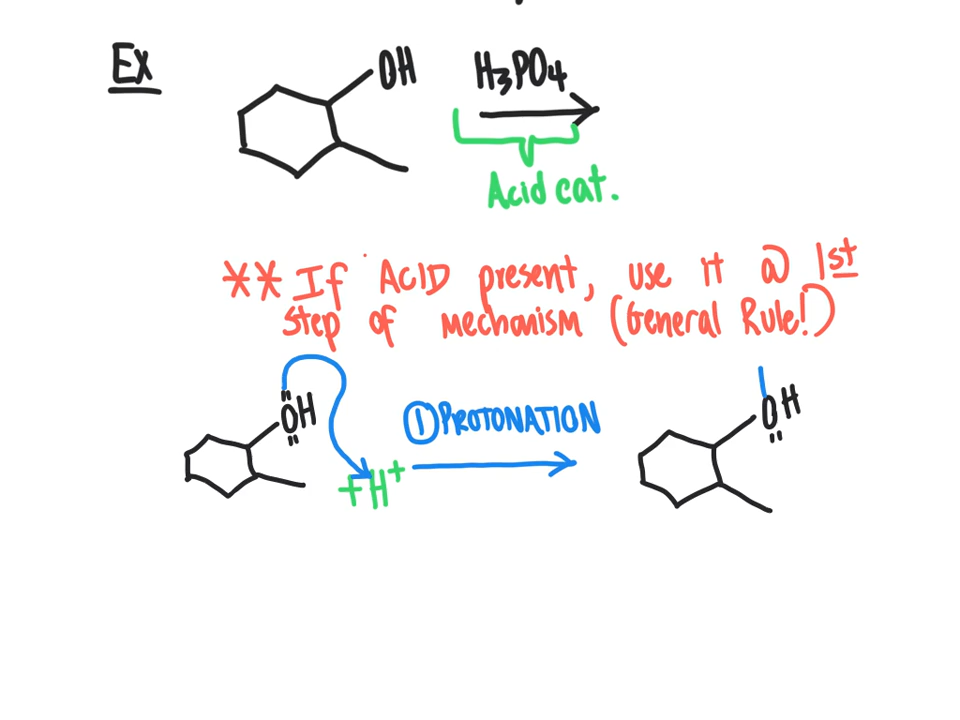 Ex
OH
H₃PO₄
Acid cat.
** If ACID present, use it @ 1st
step of mechanism (General Rule!)
ÖH
① PROTONATION
+H⁺
OH